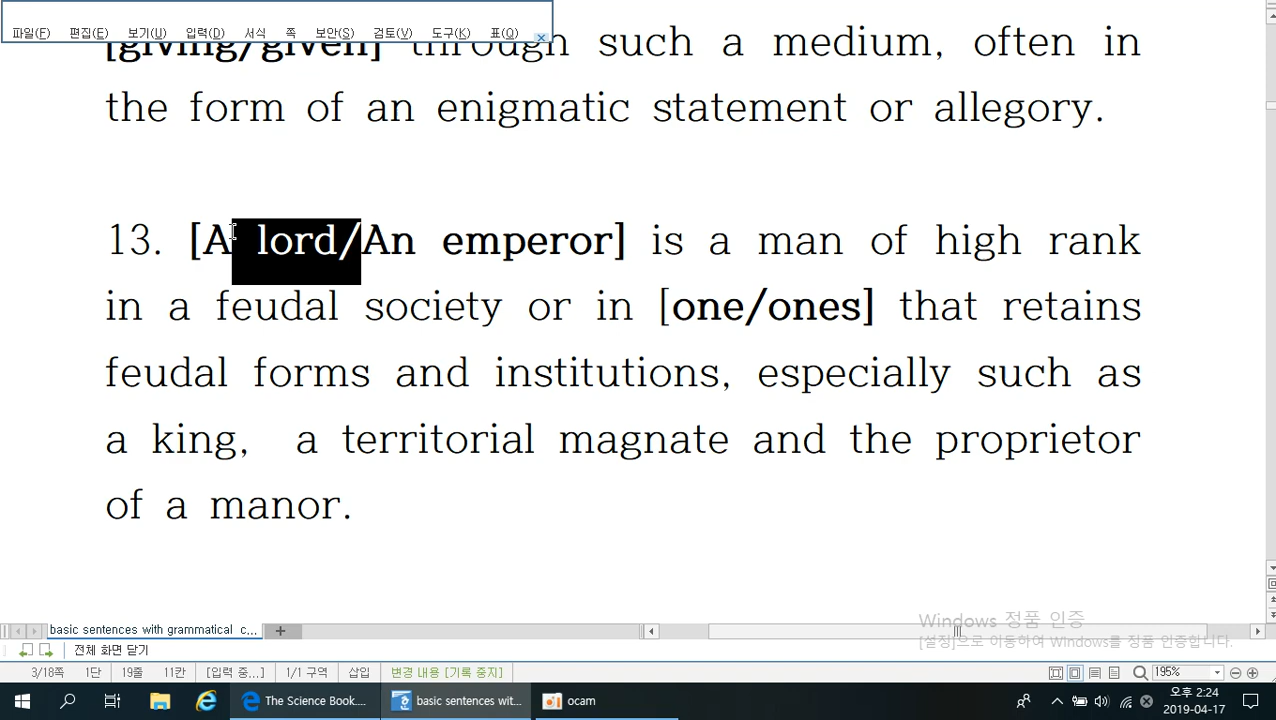 파일(F) 편집(E) 보기(U) 입력(D) 서식 쪽 보안(S) 검토(V) 도구(K) 표(Q)
[giving/given] through such a medium, often in
the form of an enigmatic statement or allegory.
13. [A lord/An emperor] is a man of high rank
in a feudal society or in [one/ones] that retains
feudal forms and institutions, especially such as
a king, a territorial magnate and the proprietor
of a manor.
Windows 정품 인증
[설정]으로 이동하여 Windows를 정품 인증합니다.
basic sentences with grammatical c...
전체 화면 닫기
3/18쪽 1단 19줄 11칸 [입력 중...] 1/1 구역 삽입 변경 내용 [기록 중지] 195%
The Science Book.... basic sentences wit... ocam
오후 2:24
2019-04-17